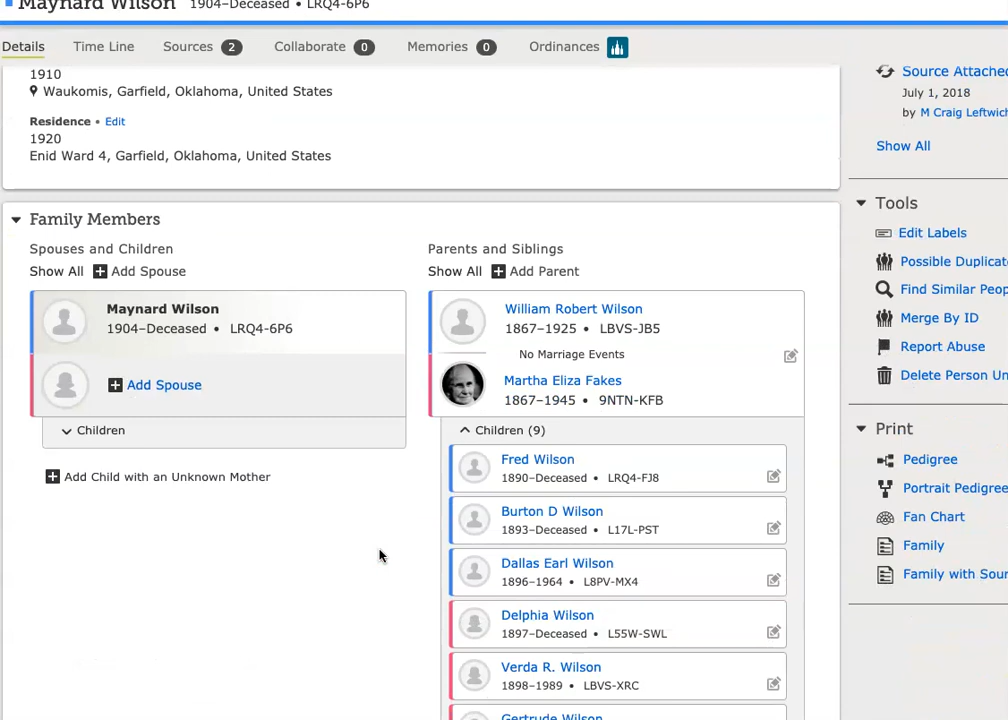 Maynard Wilson 1904–Deceased • LRQ4-6P6
Details Time Line Sources 2 Collaborate 0 Memories 0 Ordinances
1910
Waukomis, Garfield, Oklahoma, United States
Residence • Edit
1920
Enid Ward 4, Garfield, Oklahoma, United States
Family Members
Spouses and Children
Show All Add Spouse
Maynard Wilson
1904–Deceased • LRQ4-6P6
Add Spouse
Children
Add Child with an Unknown Mother
Parents and Siblings
Show All Add Parent
William Robert Wilson
1867–1925 • LBVS-JB5
No Marriage Events
Martha Eliza Fakes
1867–1945 • 9NTN-KFB
Children (9)
Fred Wilson
1890–Deceased • LRQ4-FJ8
Burton D Wilson
1893–Deceased • L17L-PST
Dallas Earl Wilson
1896–1964 • L8PV-MX4
Delphia Wilson
1897–Deceased • L55W-SWL
Verda R. Wilson
1898–1989 • LBVS-XRC
Gertrude Wilson
Source Attached
July 1, 2018
by M Craig Leftwich
Show All
Tools
Edit Labels
Possible Duplicat
Find Similar Peop
Merge By ID
Report Abuse
Delete Person Un
Print
Pedigree
Portrait Pedigree
Fan Chart
Family
Family with Sour